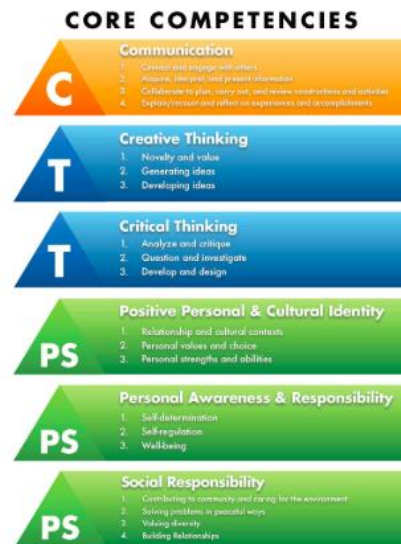 CORE COMPETENCIES
Communication
1. Connect and engage with others
2. Acquire, interpret, and present information
3. Collaborate to plan, carry out, and review constructions and activities
4. Explain/recount and reflect on experiences and accomplishments
C
Creative Thinking
1. Novelty and value
2. Generating ideas
3. Developing ideas
T
Critical Thinking
1. Analyze and critique
2. Question and investigate
3. Develop and design
T
Positive Personal & Cultural Identity
1. Relationship and cultural contexts
2. Personal values and choice
3. Personal strengths and abilities
PS
Personal Awareness & Responsibility
1. Self-determination
2. Self-regulation
3. Well-being
PS
Social Responsibility
1. Contributing to community and caring for the environment
2. Solving problems in peaceful ways
3. Valuing diversity
4. Building Relationships
PS